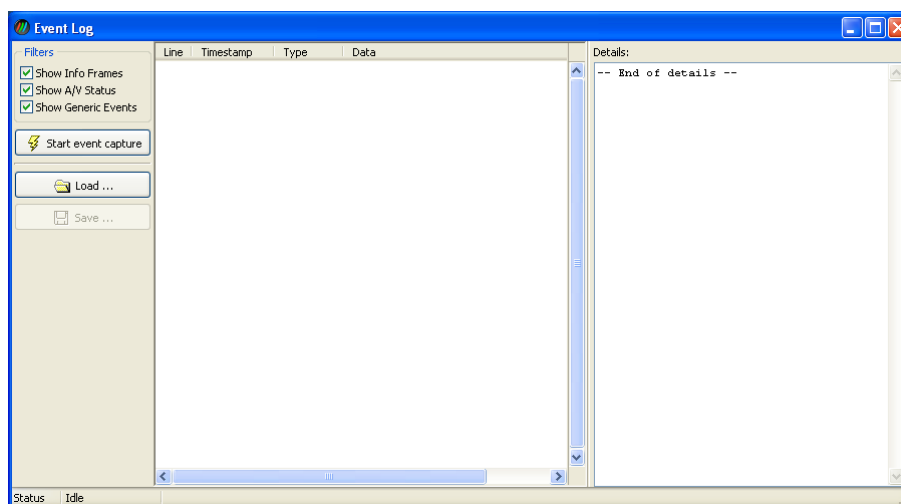 Event Log
Filters
Show Info Frames
Show A/V Status
Show Generic Events
Start event capture
Load ...
Save ...
Line Timestamp Type Data
Details:
-- End of details --
Status Idle